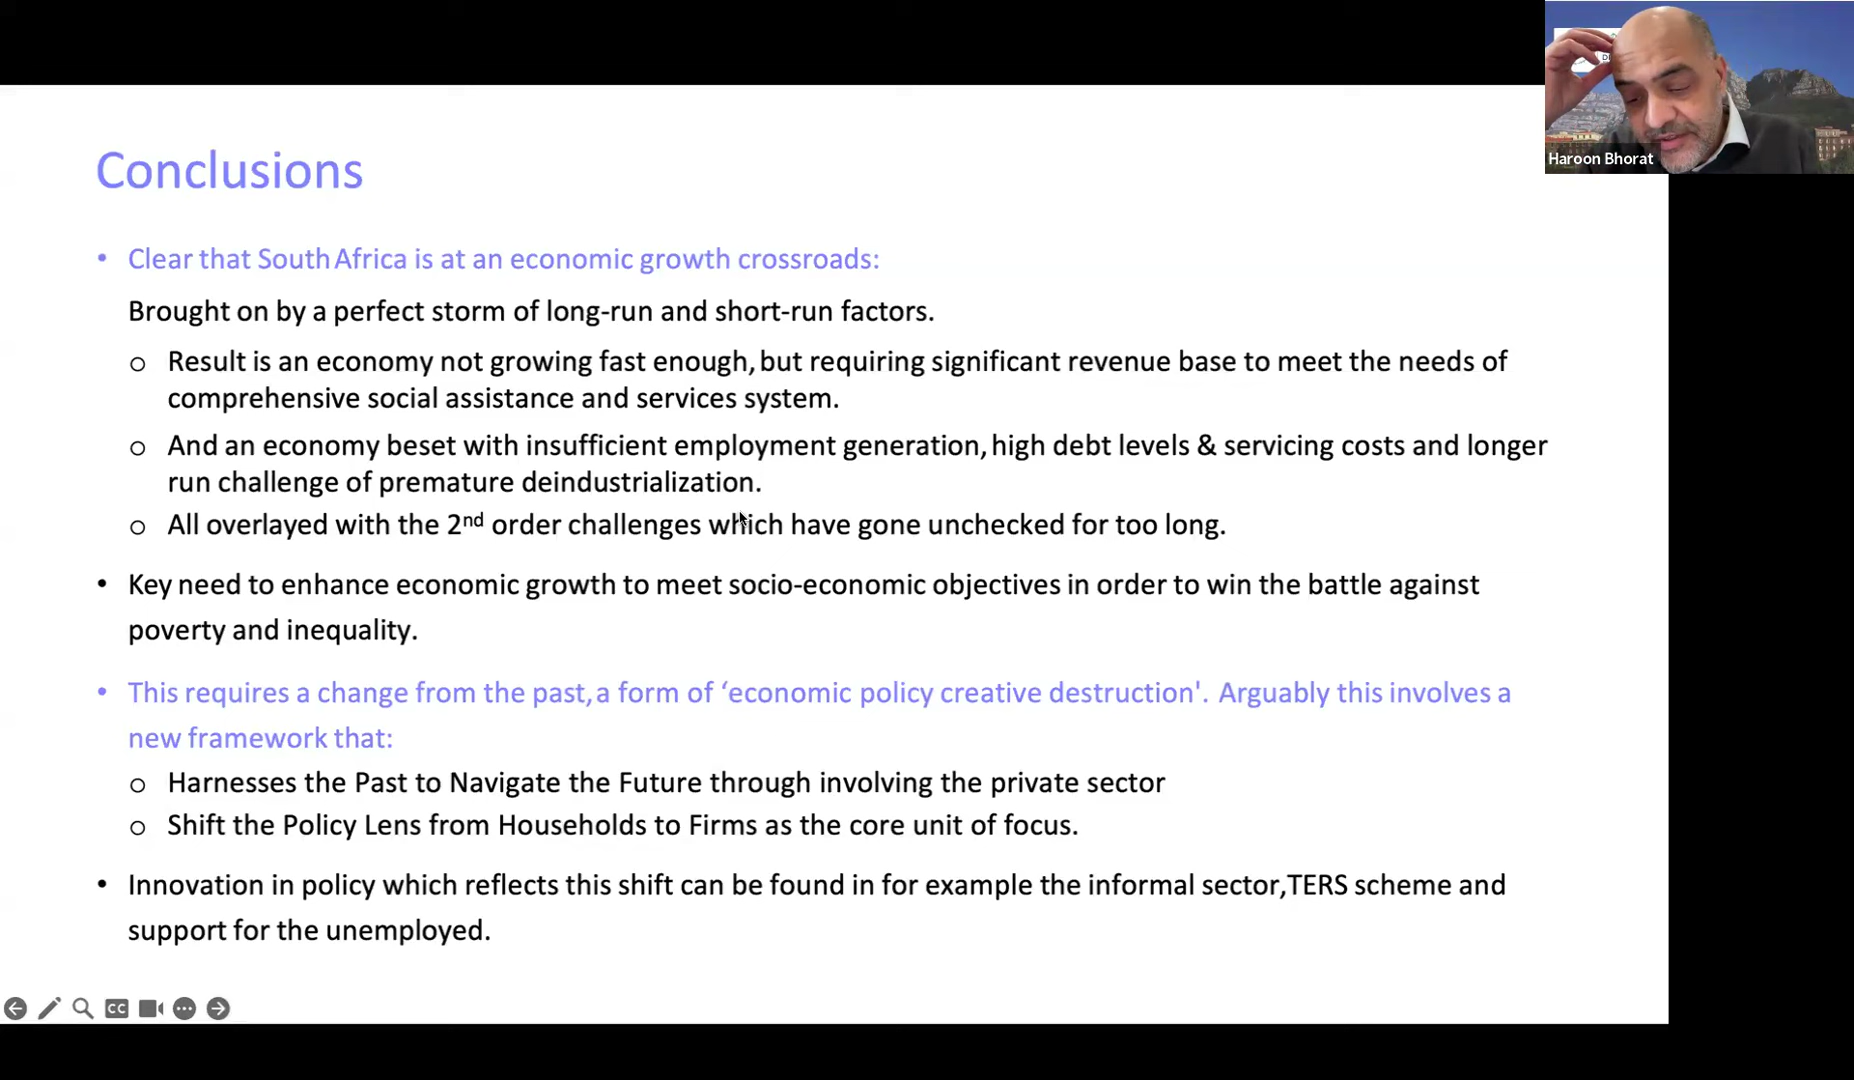 Haroon Bhorat
Conclusions
• Clear that South Africa is at an economic growth crossroads:
Brought on by a perfect storm of long-run and short-run factors.
o Result is an economy not growing fast enough, but requiring significant revenue base to meet the needs of
comprehensive social assistance and services system.
o And an economy beset with insufficient employment generation, high debt levels & servicing costs and longer
run challenge of premature deindustrialization.
o All overlayed with the 2nd order challenges which have gone unchecked for too long.
• Key need to enhance economic growth to meet socio-economic objectives in order to win the battle against
poverty and inequality.
• This requires a change from the past, a form of ‘economic policy creative destruction'. Arguably this involves a
new framework that:
o Harnesses the Past to Navigate the Future through involving the private sector
o Shift the Policy Lens from Households to Firms as the core unit of focus.
• Innovation in policy which reflects this shift can be found in for example the informal sector,TERS scheme and
support for the unemployed.
CC